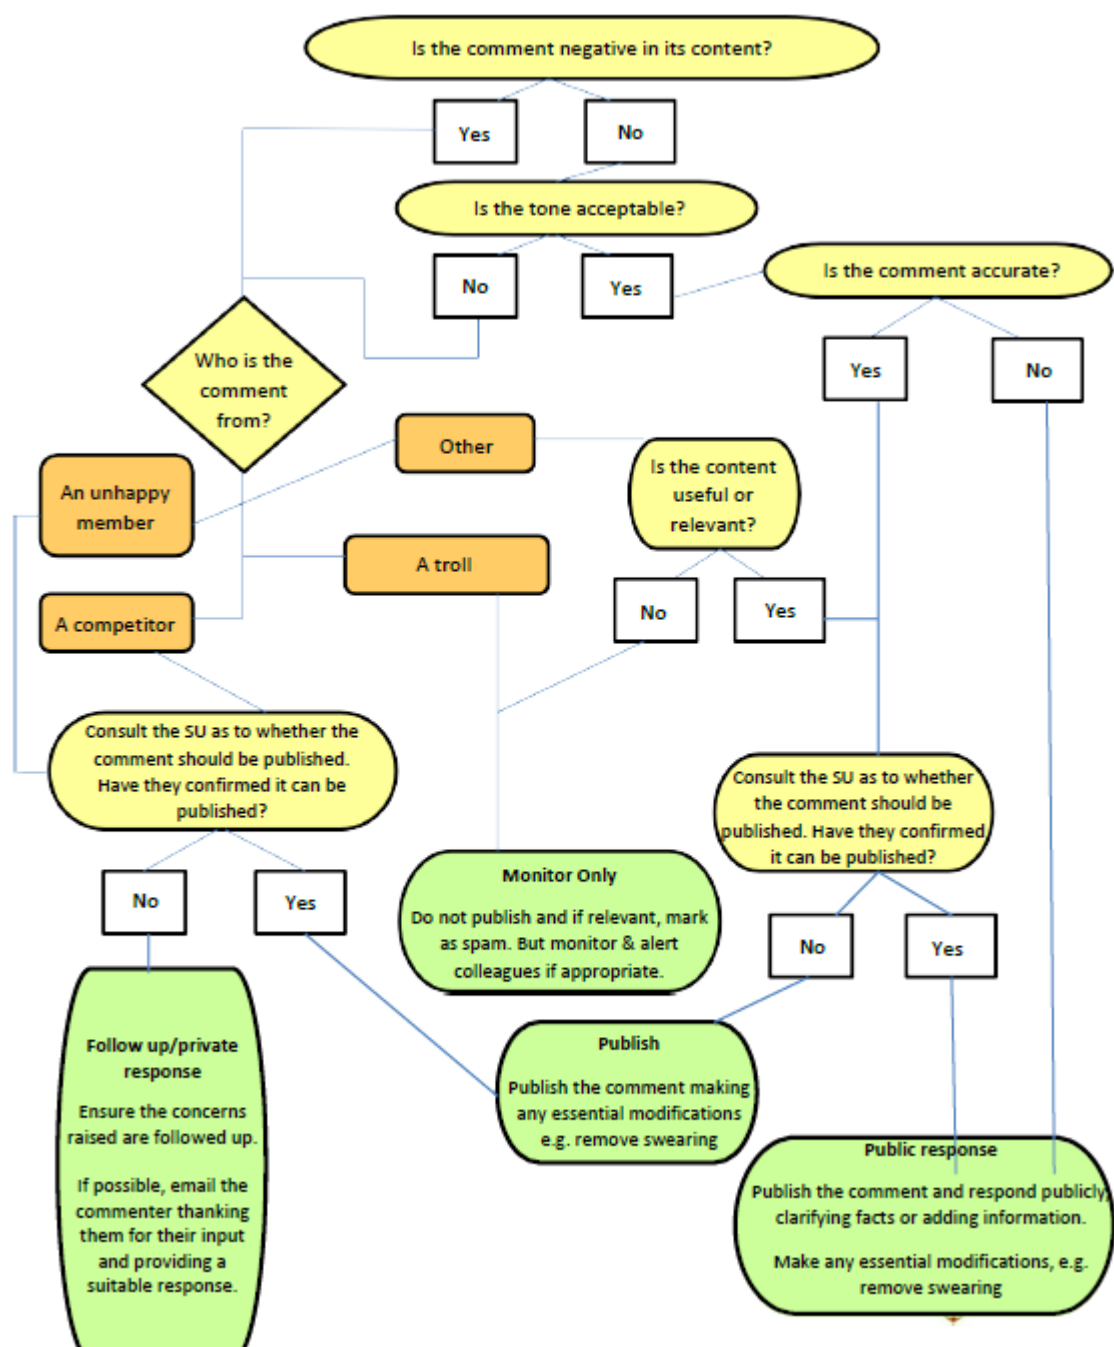 Is the comment negative in its content?
Yes
No
Is the tone acceptable?
No
Yes
Is the comment accurate?
Yes
No
Who is the
comment
from?
Other
An unhappy
member
Is the content
useful or
relevant?
A troll
No
Yes
A competitor
Consult the SU as to whether the
comment should be published.
Have they confirmed it can be
published?
No
Yes
Consult the SU as to whether
the comment should be
published. Have they confirmed
it can be published?
No
Yes
Monitor Only
Do not publish and if relevant, mark
as spam. But monitor & alert
colleagues if appropriate.
Follow up/private
response
Ensure the concerns
raised are followed up.
If possible, email the
commenter thanking
them for their input
and providing a
suitable response.
Publish
Publish the comment making
any essential modifications
e.g. remove swearing
Public response
Publish the comment and respond publicly,
clarifying facts or adding information.
Make any essential modifications, e.g.
remove swearing